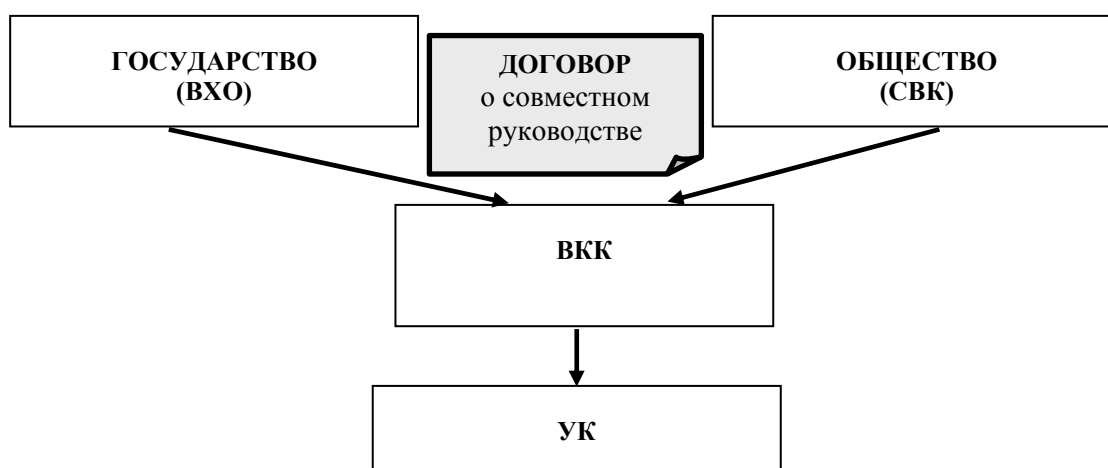 ГОСУДАРСТВО
(ВХО)
ДОГОВОР
о совместном
руководстве
ОБЩЕСТВО
(СВК)
ВКК
УК